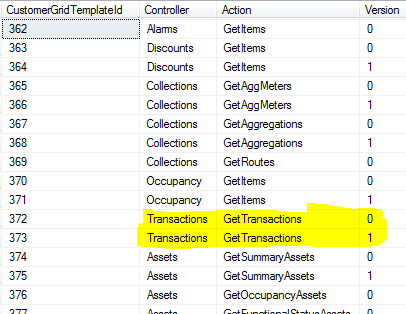 CustomerGridTemplateId Controller Action Version
362 Alarms GetItems 0
363 Discounts GetItems 0
364 Discounts GetItems 1
365 Collections GetAggMeters 0
366 Collections GetAggMeters 1
367 Collections GetAggregations 0
368 Collections GetAggregations 1
369 Collections GetRoutes 0
370 Occupancy GetItems 0
371 Occupancy GetItems 1
372 Transactions GetTransactions 0
373 Transactions GetTransactions 1
374 Assets GetSummaryAssets 0
375 Assets GetSummaryAssets 1
376 Assets GetOccupancyAssets 0
377 Assets GetFunctionalStatusAssets 0